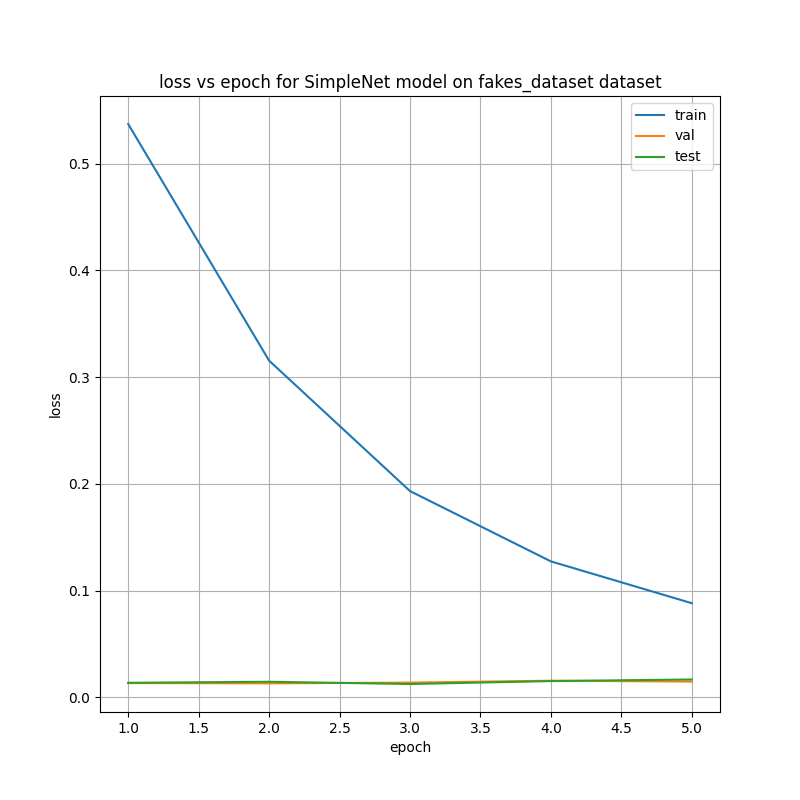 loss vs epoch for SimpleNet model on fakes_dataset dataset
train
val
test
0.5
0.4
0.3
0.2
0.1
0.0
loss
1.0 1.5 2.0 2.5 3.0 3.5 4.0 4.5 5.0
epoch